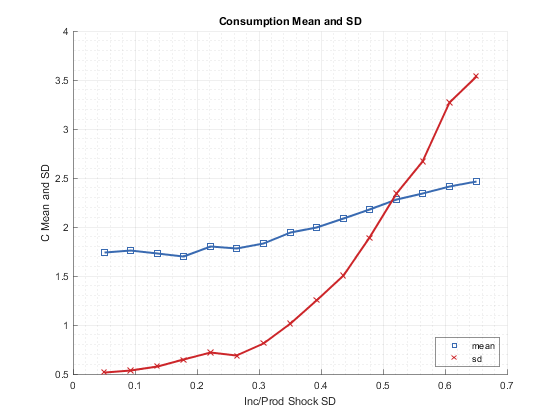 Consumption Mean and SD
4
3.5
3
2.5
2
1.5
1
0.5
C Mean and SD
0 0.1 0.2 0.3 0.4 0.5 0.6 0.7
Inc/Prod Shock SD
mean
sd